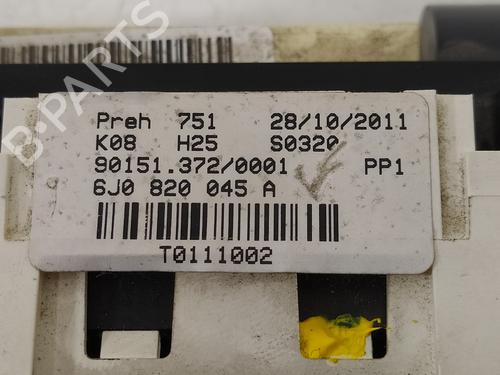 Preh 751 28/10/2011
K08 H25 S0320
90151.372/0001 PP1
6J0 820 045 A
T0111002
B-PARTS